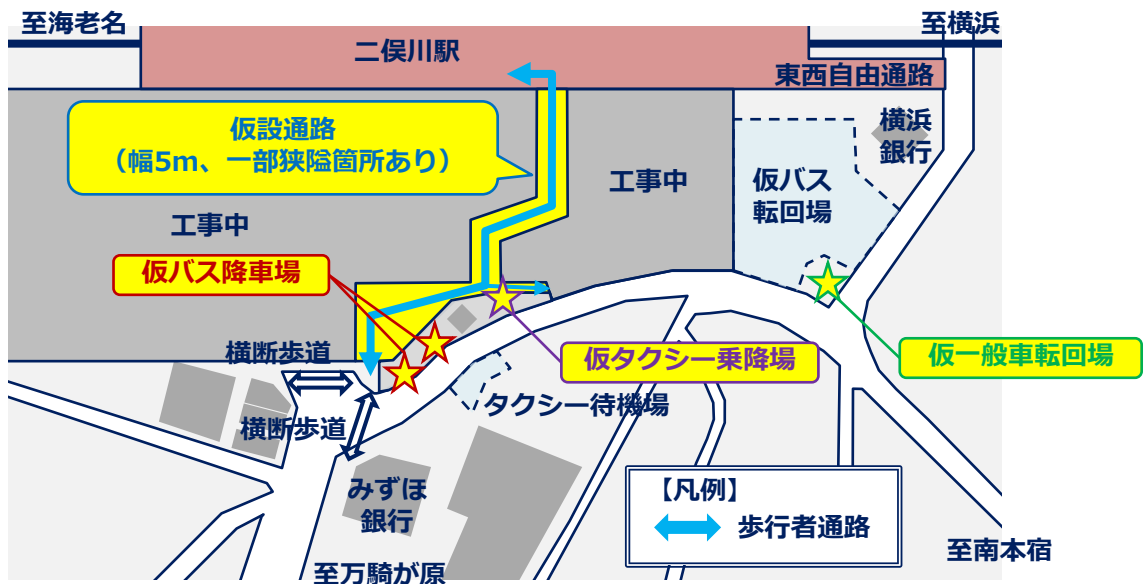 至海老名
至横浜
二俣川駅
東西自由通路
仮設通路
（幅5m、一部狭隘箇所あり）
横浜
銀行
工事中
仮バス
転回場
工事中
仮バス降車場
横断歩道
仮タクシー乗降場
仮一般車転回場
タクシー待機場
横断歩道
みずほ
銀行
【凡例】
歩行者通路
至南本宿
至万騎が原